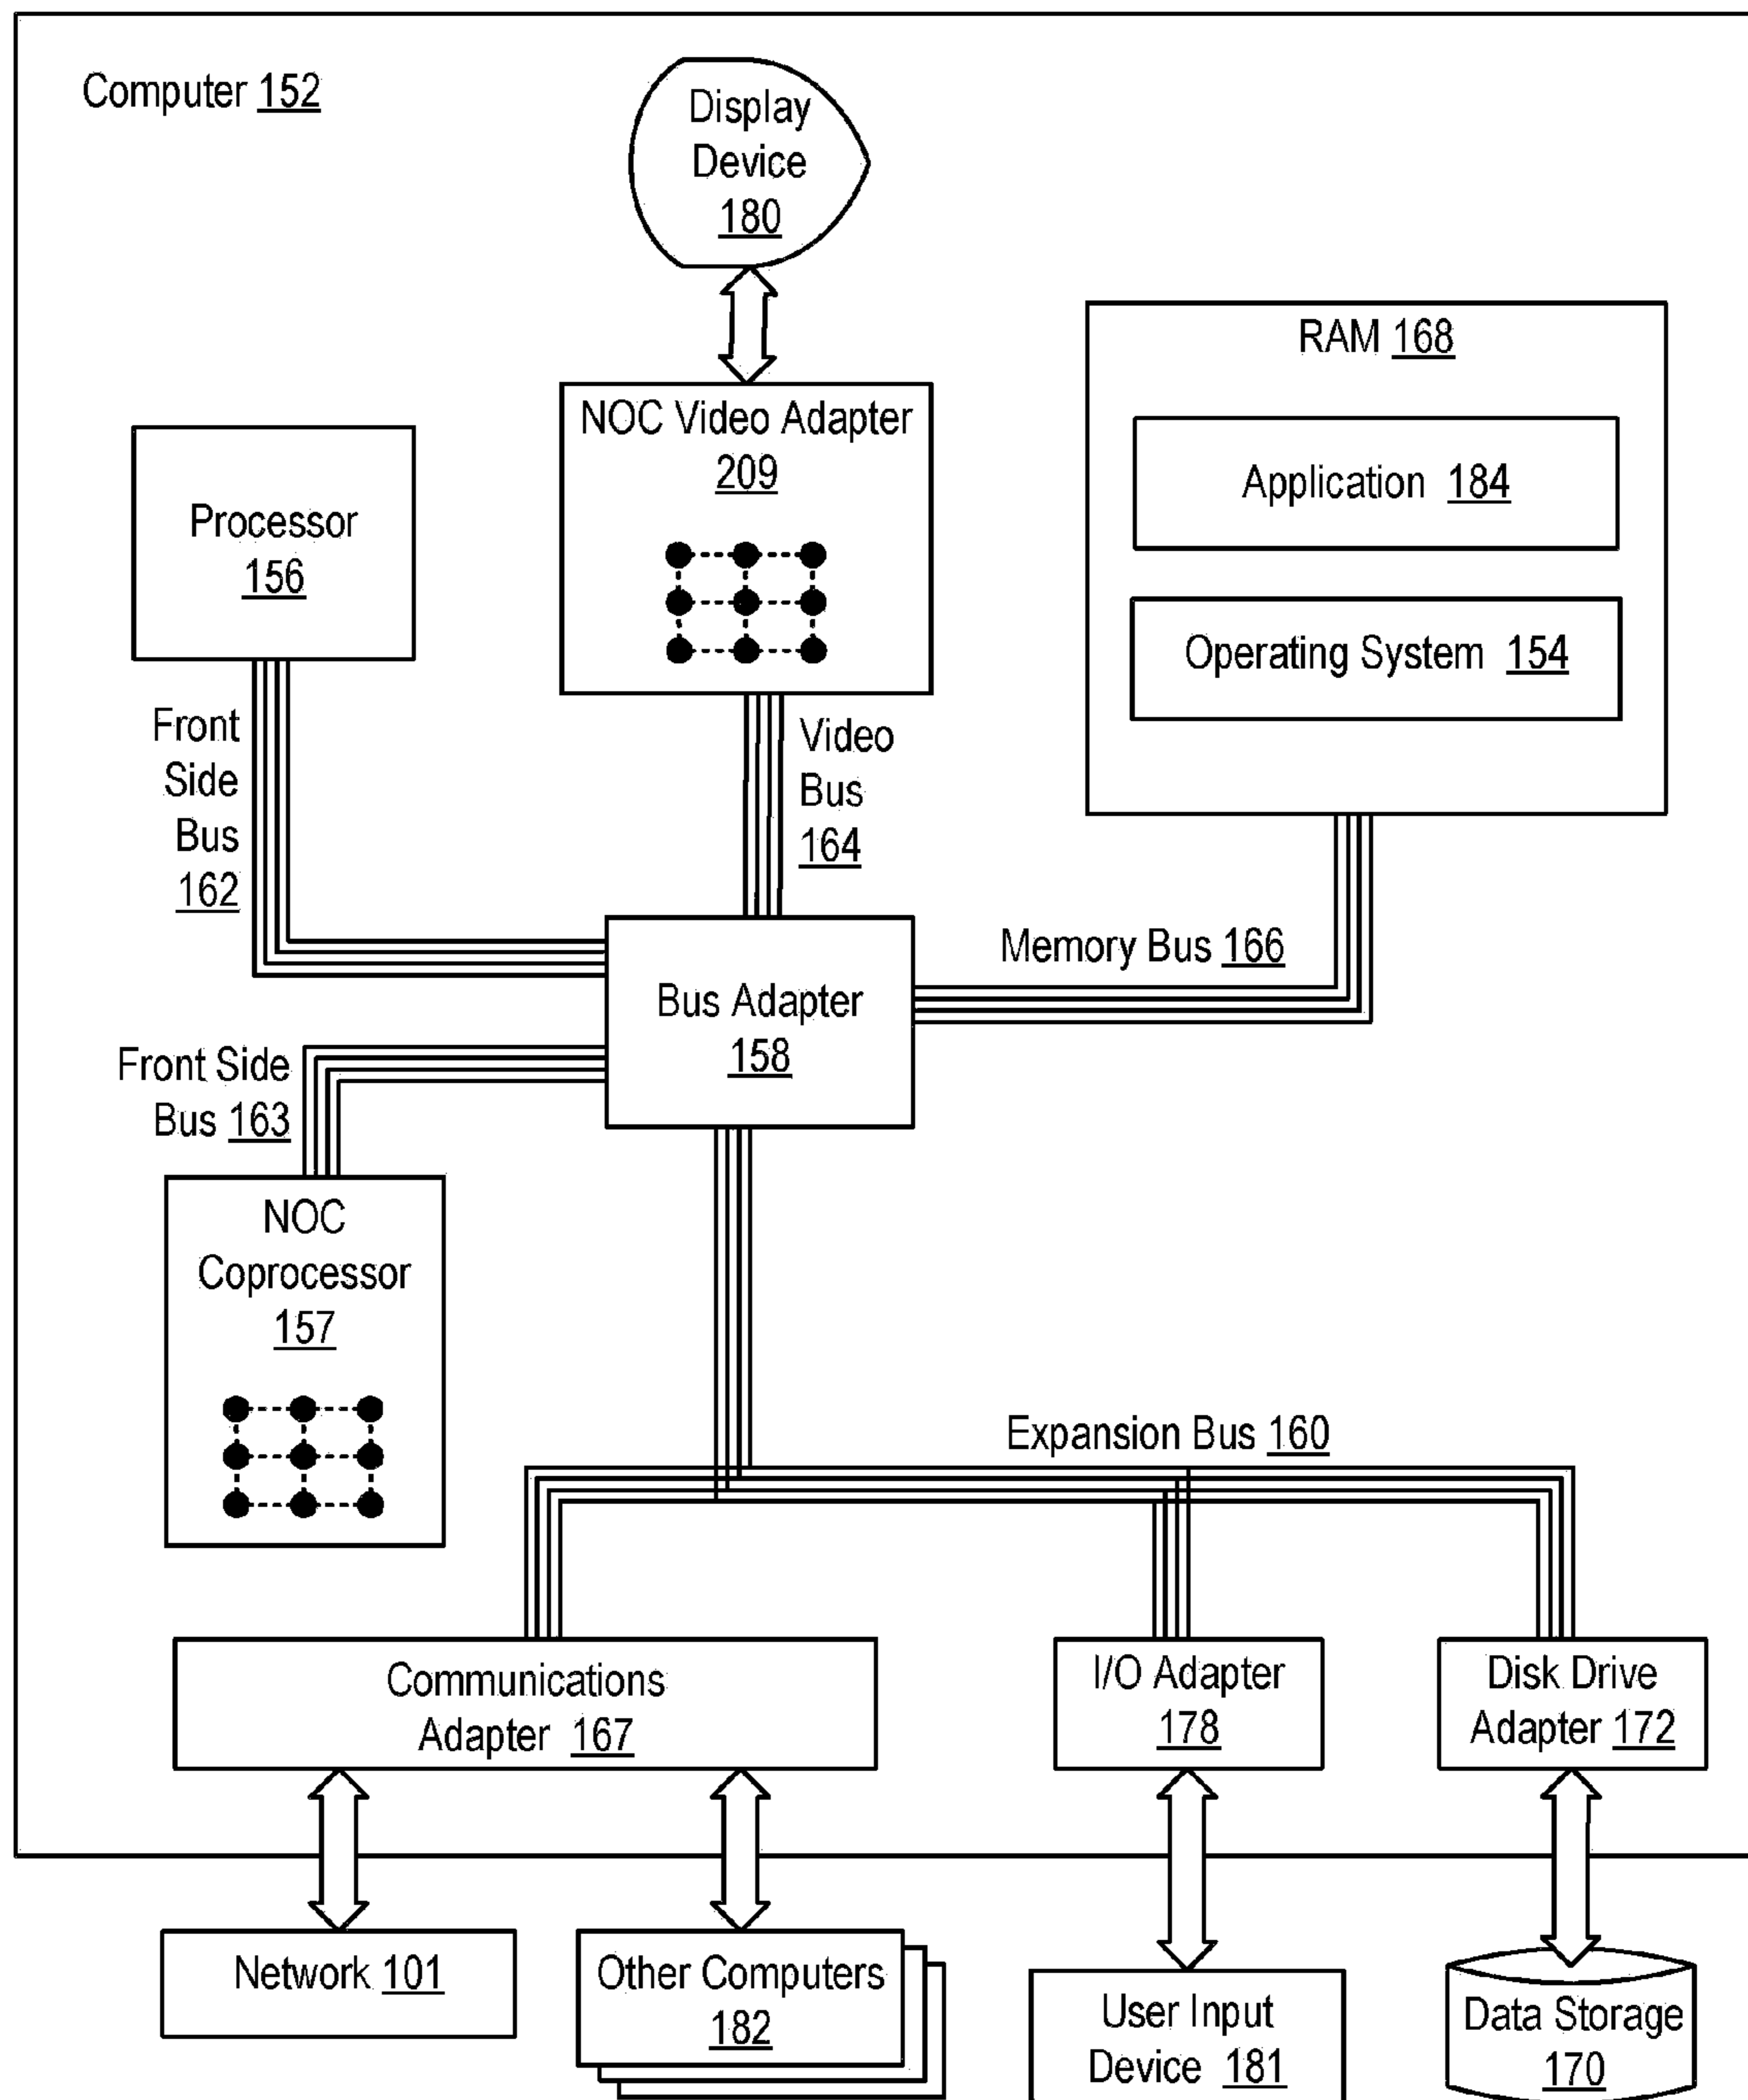 Computer 152
Display
Device
180
RAM 168
NOC Video Adapter
209
Application 184
Processor
156
Operating System 154
Front
Side
Bus
162
Video
Bus
164
Memory Bus 166
Bus Adapter
158
Front Side
Bus 163
NOC
Coprocessor
157
Expansion Bus 160
Communications
Adapter 167
I/O Adapter
178
Disk Drive
Adapter 172
Network 101
Other Computers
182
User Input
Device 181
Data Storage
170